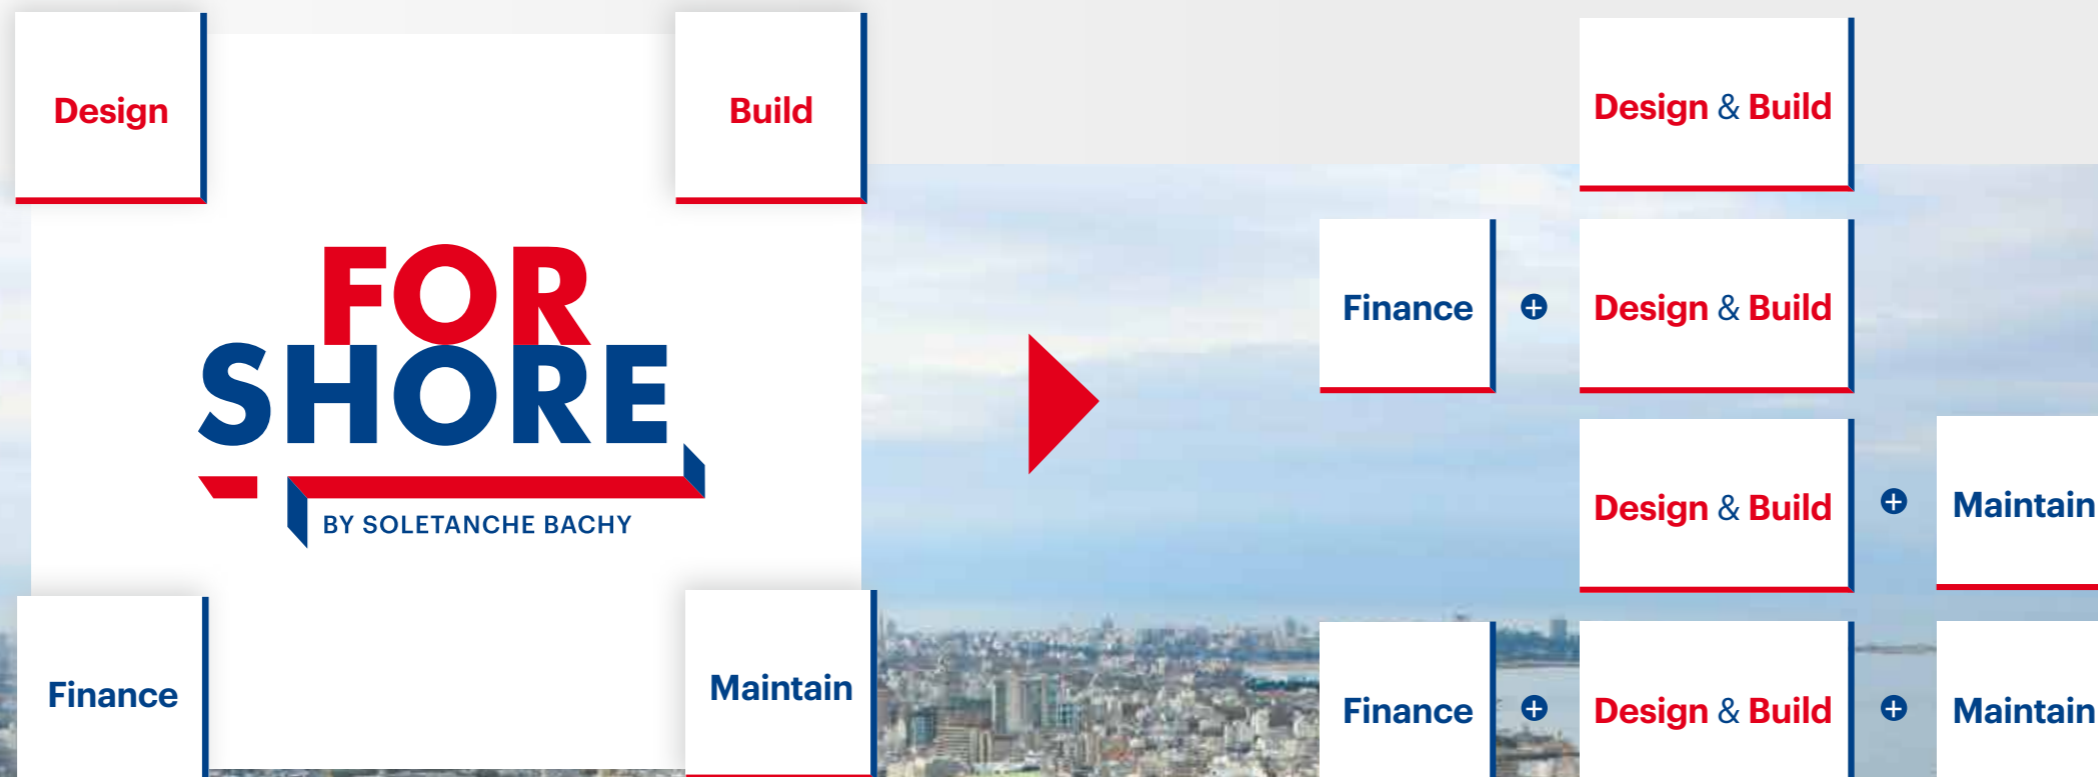 Design
Build
FOR
SHORE
BY SOLETANCHE BACHY
Finance
Maintain
Design & Build
Finance + Design & Build
Design & Build + Maintain
Finance + Design & Build + Maintain